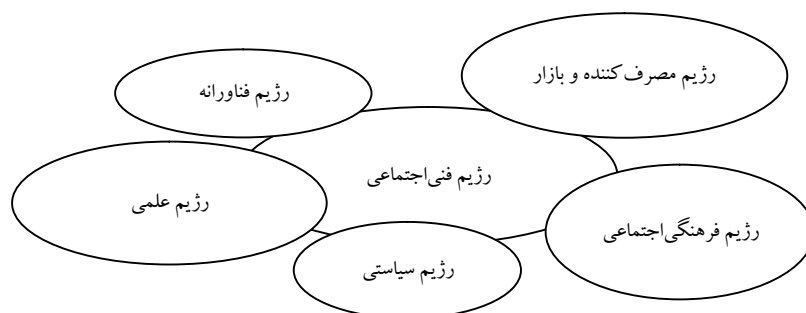 رژیم مصرف‌کننده و بازار
رژیم فناورانه
رژیم فنی‌اجتماعی
رژیم علمی
رژیم فرهنگی‌اجتماعی
رژیم سیاستی